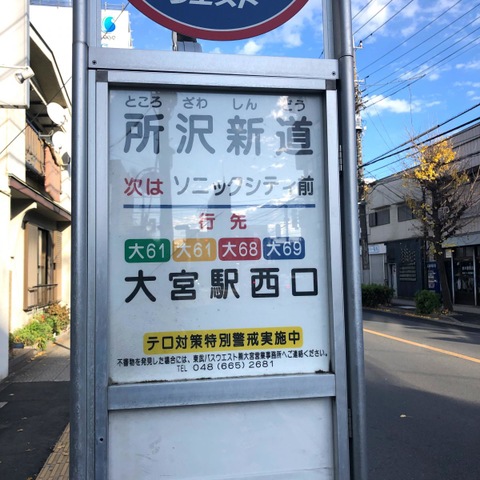 ウエスト
ところ ざわ しん どう
所沢新道
次は ソニックシティ前
行先
大61 大61 大68 大69
大宮駅西口
テロ対策特別警戒実施中
不審物を発見した場合には、東武バスウエスト㈱大宮営業事務所へご連絡ください。
TEL 048 (665) 2681